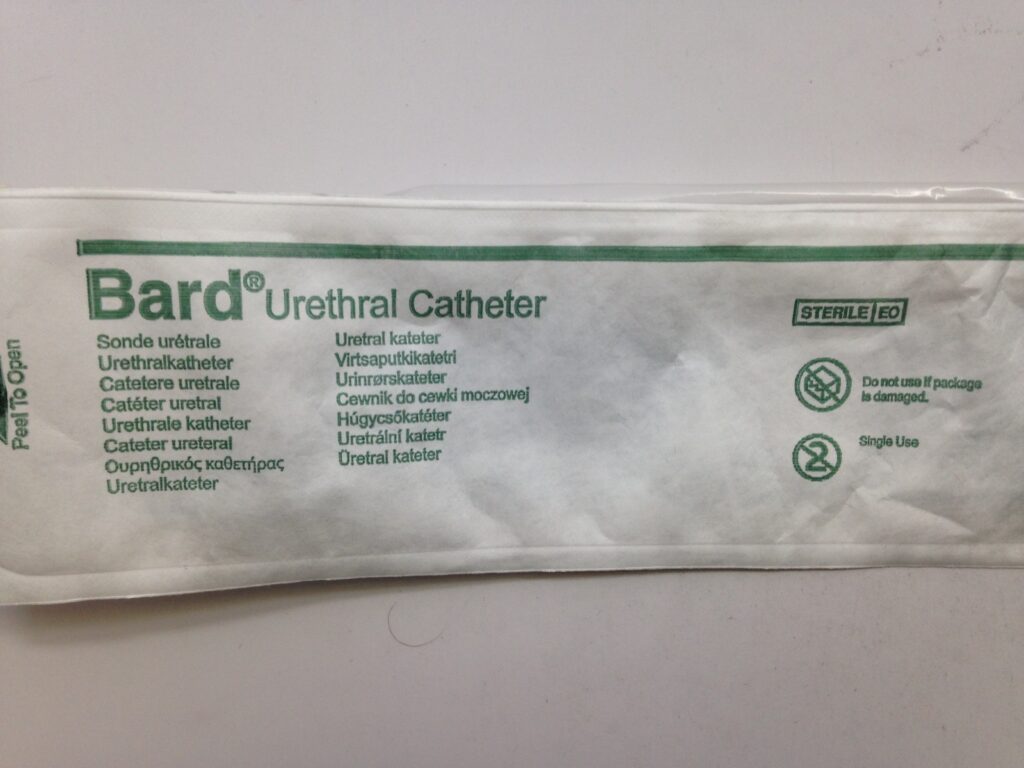 Bard® Urethral Catheter
Sonde urétrale
Urethralkatheter
Catetere uretrale
Catéter uretral
Urethrale katheter
Cateter ureteral
Ουρηθρικός καθετήρας
Uretralkateter
Uretral kateter
Virtsaputkikatetri
Urinrørskateter
Cewnik do cewki moczowej
Húgycsőkatéter
Uretrální katetr
Üretral kateter
STERILE EO
Do not use if package
is damaged.
2
Single Use
Peel To Open